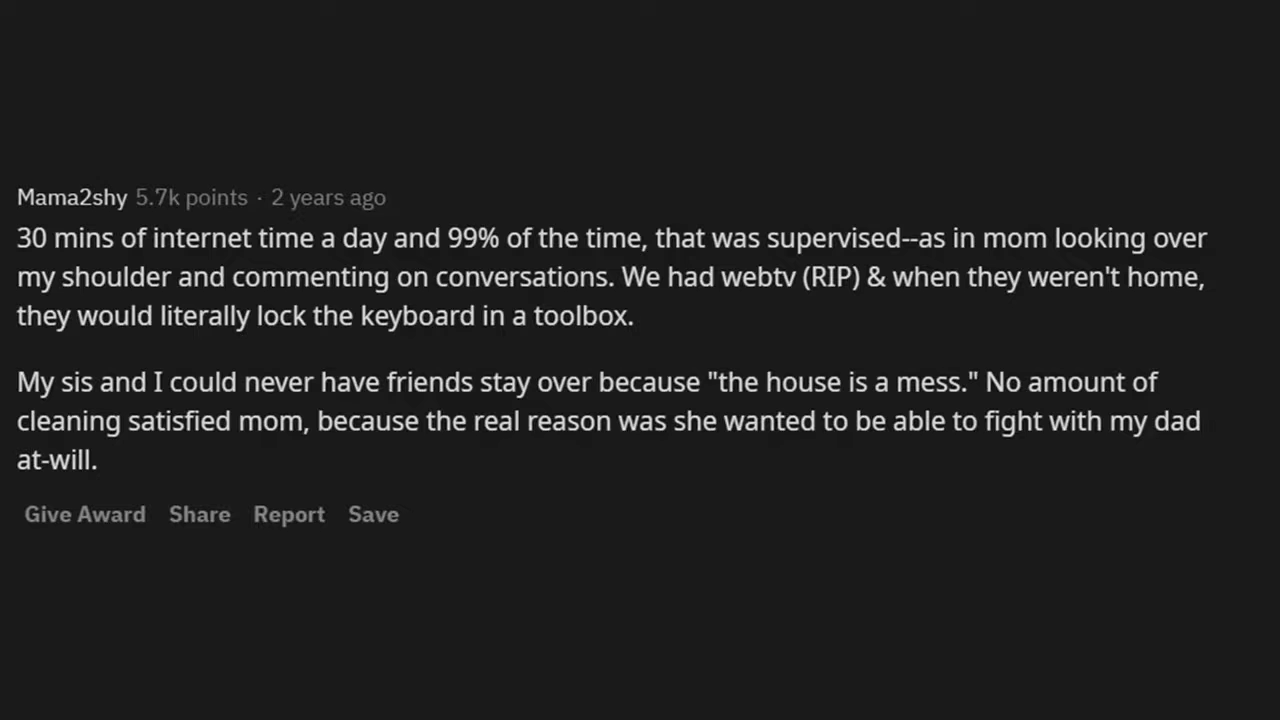 Mama2shy 5.7k points · 2 years ago
30 mins of internet time a day and 99% of the time, that was supervised--as in mom looking over
my shoulder and commenting on conversations. We had webtv (RIP) & when they weren't home,
they would literally lock the keyboard in a toolbox.
My sis and I could never have friends stay over because "the house is a mess." No amount of
cleaning satisfied mom, because the real reason was she wanted to be able to fight with my dad
at-will.
Give Award Share Report Save